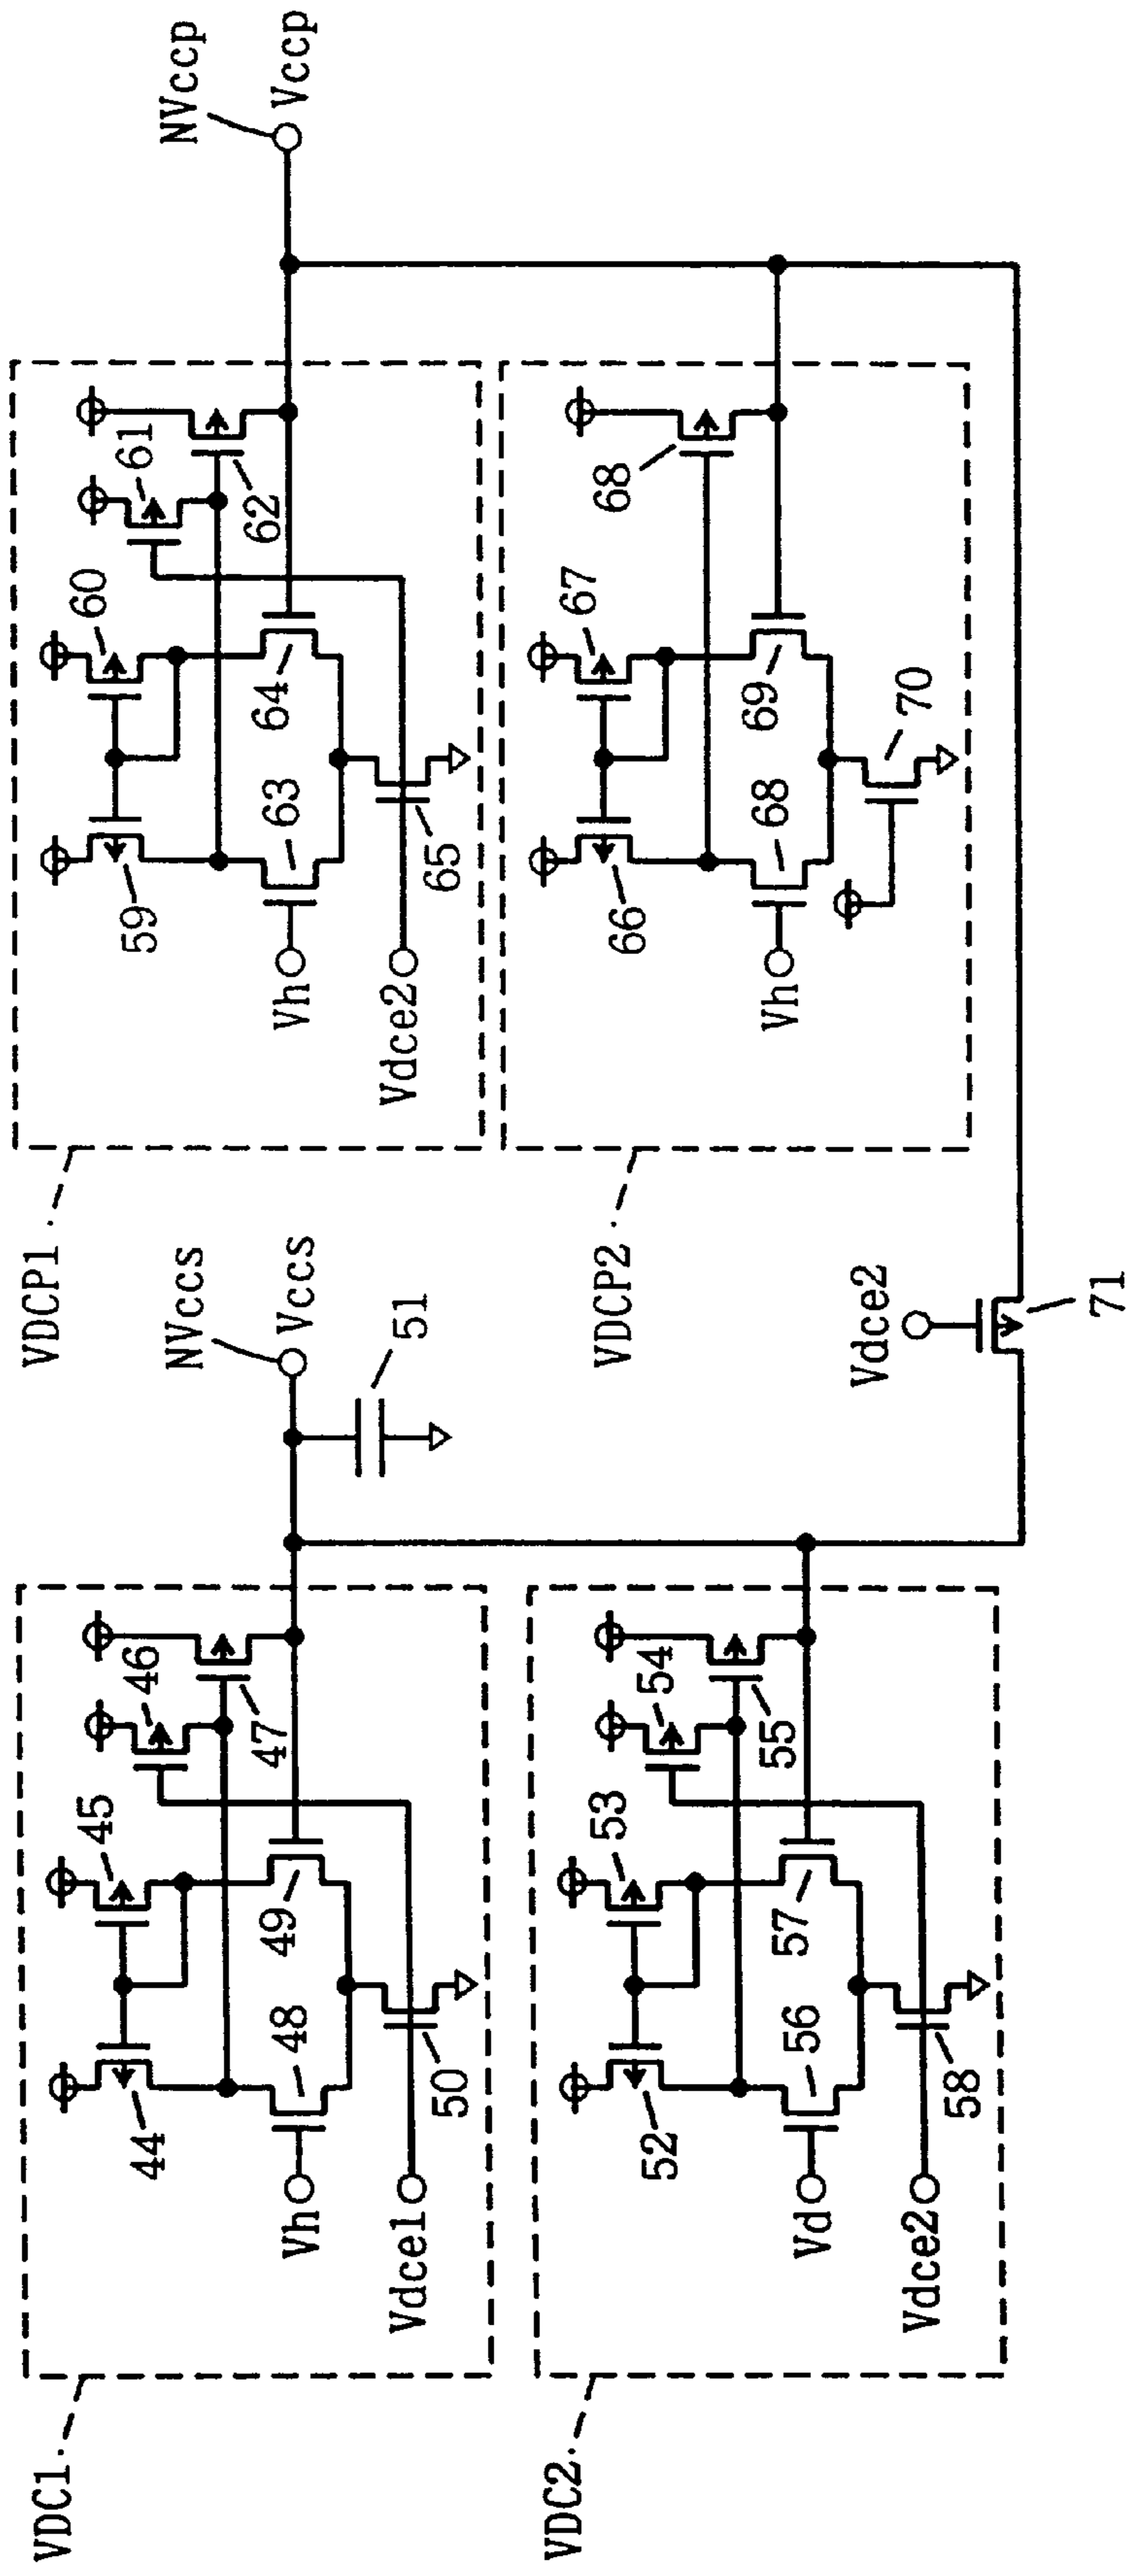 VDC1
44
45
46
47
48
49
50
Vh
Vdce1
NVccs
Vccs
51
VDC2
52
53
54
55
56
57
58
Vd
Vdce2
VDCP1
59
60
61
62
63
64
65
Vh
Vdce2
NVccp
Vccp
VDCP2
66
67
68
68
69
70
Vh
Vdce2
71